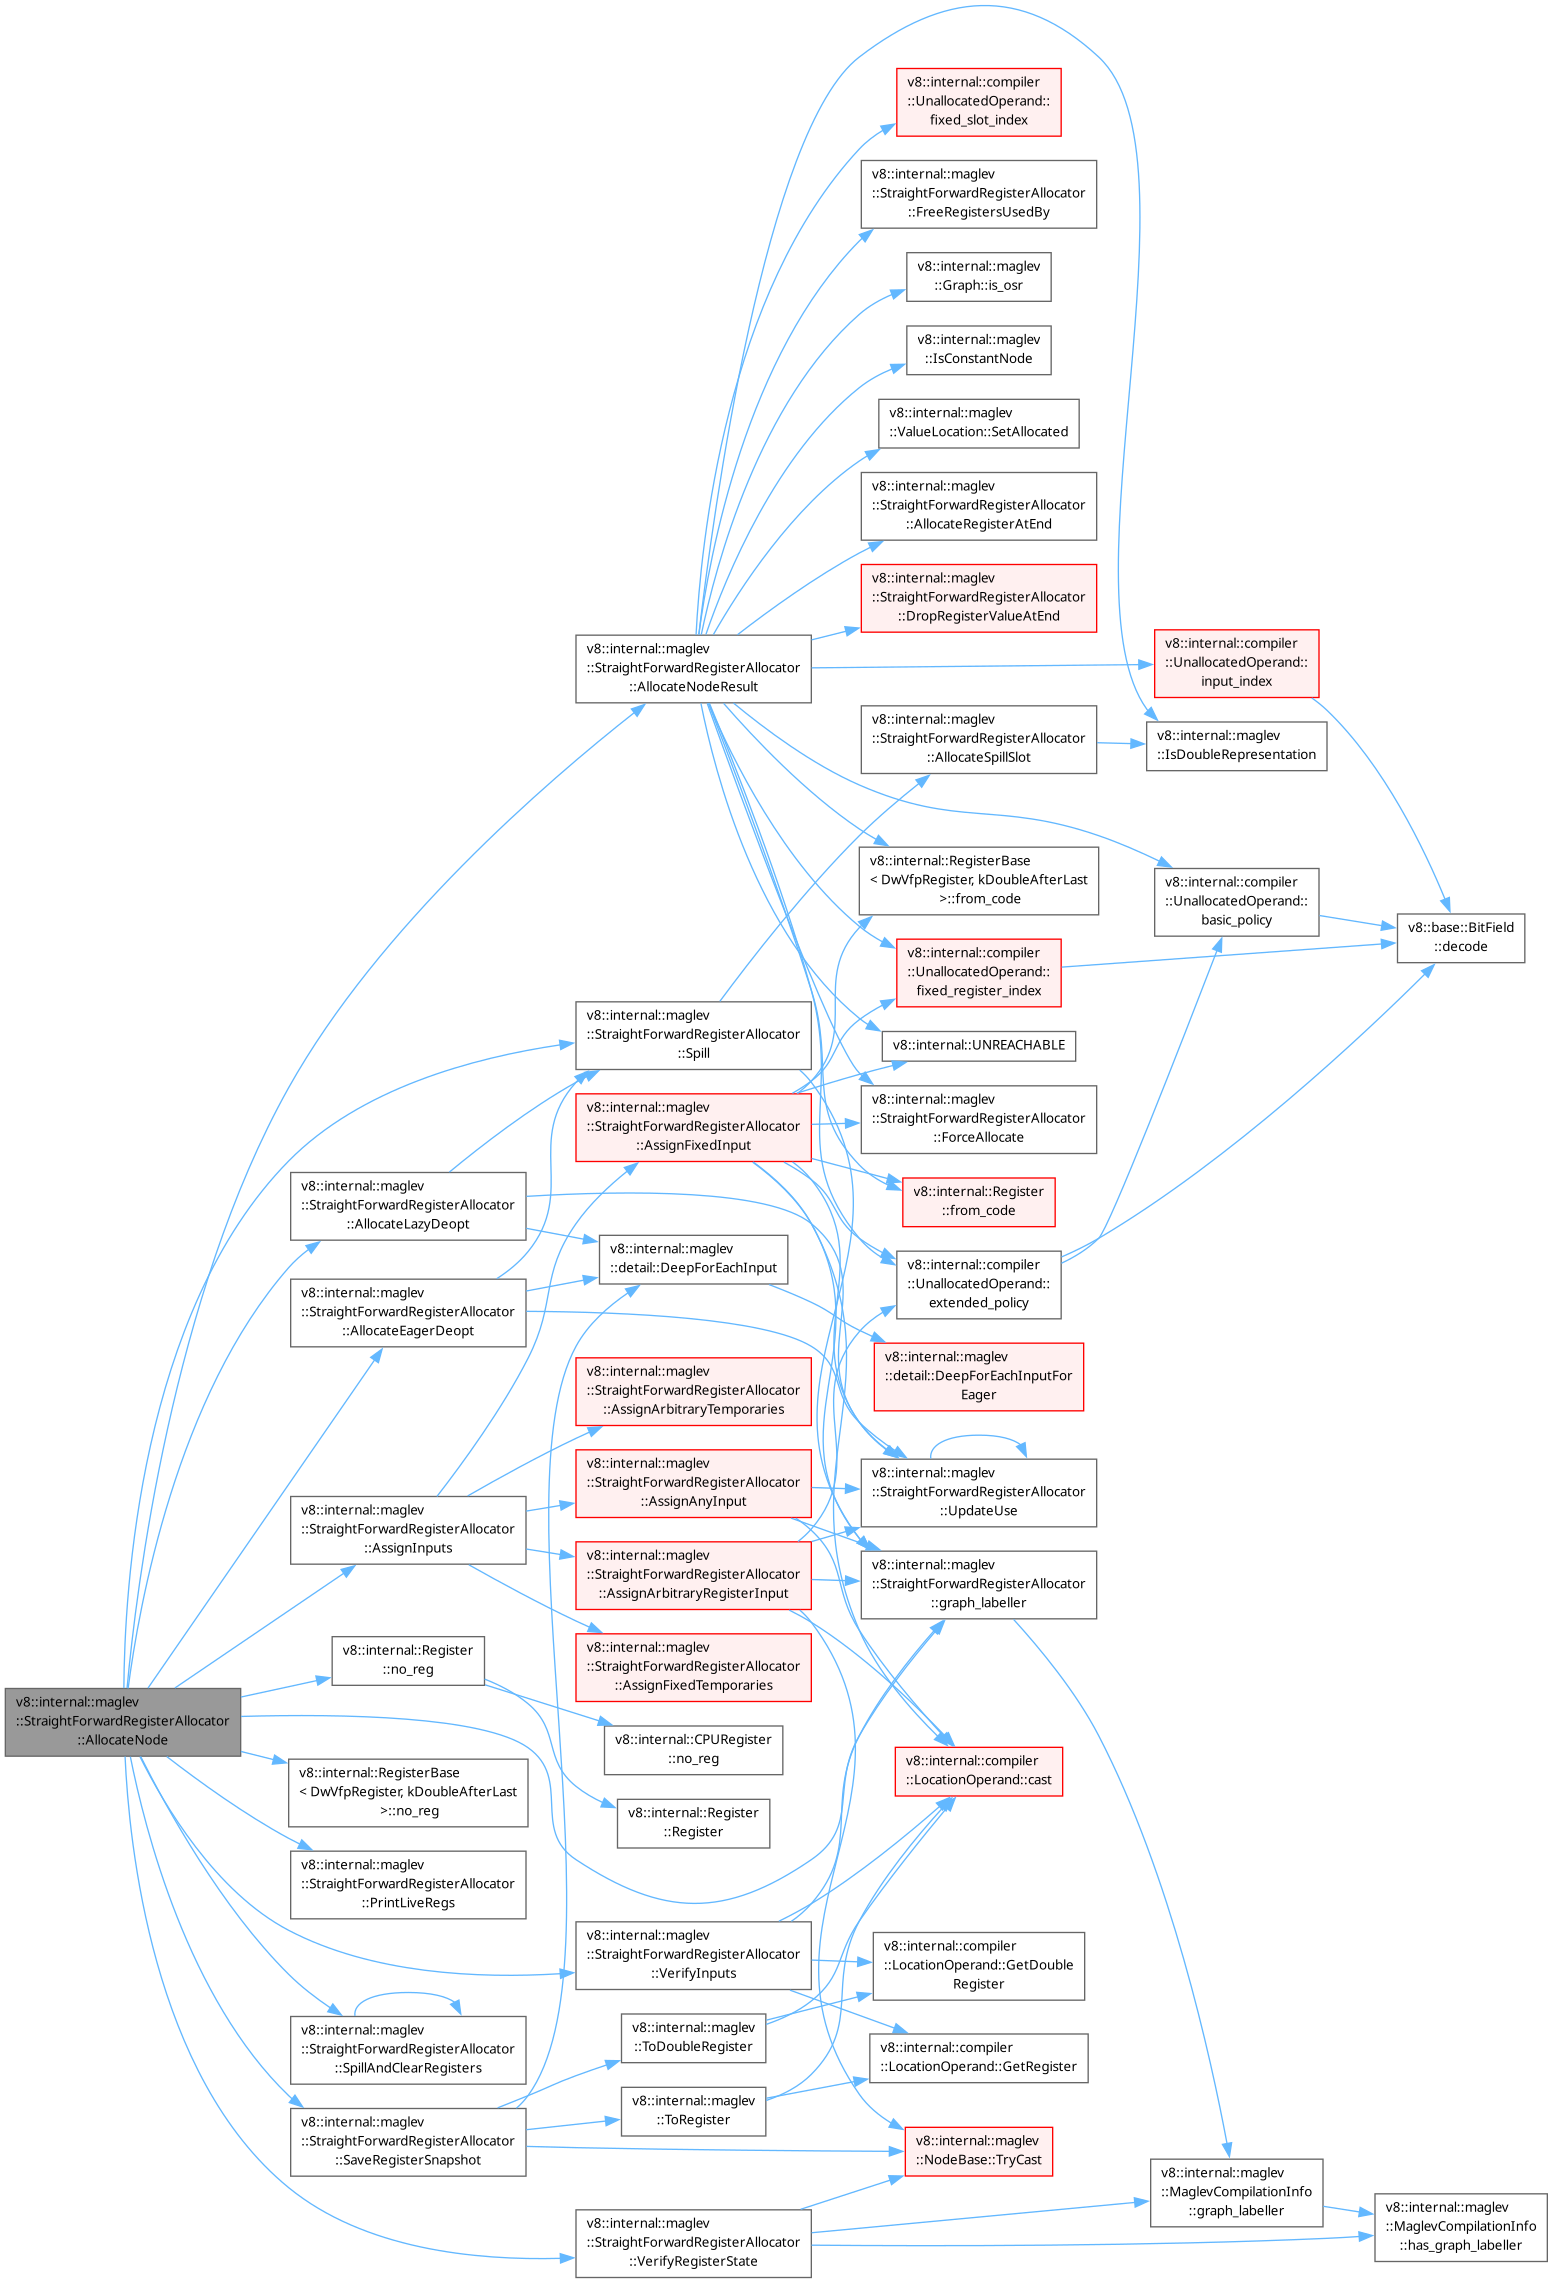 v8::internal::compiler
::UnallocatedOperand::
fixed_slot_index
v8::internal::maglev
::StraightForwardRegisterAllocator
::FreeRegistersUsedBy
v8::internal::maglev
::Graph::is_osr
v8::internal::maglev
::IsConstantNode
v8::internal::maglev
::ValueLocation::SetAllocated
v8::internal::maglev
::StraightForwardRegisterAllocator
::AllocateRegisterAtEnd
v8::internal::maglev
::StraightForwardRegisterAllocator
::DropRegisterValueAtEnd
v8::internal::maglev
::StraightForwardRegisterAllocator
::AllocateNodeResult
v8::internal::compiler
::UnallocatedOperand::
input_index
v8::internal::maglev
::StraightForwardRegisterAllocator
::AllocateSpillSlot
v8::internal::maglev
::IsDoubleRepresentation
v8::internal::RegisterBase
< DwVfpRegister, kDoubleAfterLast
>::from_code
v8::internal::compiler
::UnallocatedOperand::
basic_policy
v8::base::BitField
::decode
v8::internal::compiler
::UnallocatedOperand::
fixed_register_index
v8::internal::maglev
::StraightForwardRegisterAllocator
::Spill
v8::internal::UNREACHABLE
v8::internal::maglev
::StraightForwardRegisterAllocator
::AssignFixedInput
v8::internal::maglev
::StraightForwardRegisterAllocator
::ForceAllocate
v8::internal::maglev
::StraightForwardRegisterAllocator
::AllocateLazyDeopt
v8::internal::Register
::from_code
v8::internal::maglev
::detail::DeepForEachInput
v8::internal::compiler
::UnallocatedOperand::
extended_policy
v8::internal::maglev
::StraightForwardRegisterAllocator
::AllocateEagerDeopt
v8::internal::maglev
::detail::DeepForEachInputFor
Eager
v8::internal::maglev
::StraightForwardRegisterAllocator
::AssignArbitraryTemporaries
v8::internal::maglev
::StraightForwardRegisterAllocator
::AssignAnyInput
v8::internal::maglev
::StraightForwardRegisterAllocator
::UpdateUse
v8::internal::maglev
::StraightForwardRegisterAllocator
::AssignInputs
v8::internal::maglev
::StraightForwardRegisterAllocator
::AssignArbitraryRegisterInput
v8::internal::maglev
::StraightForwardRegisterAllocator
::graph_labeller
v8::internal::Register
::no_reg
v8::internal::maglev
::StraightForwardRegisterAllocator
::AssignFixedTemporaries
v8::internal::maglev
::StraightForwardRegisterAllocator
::AllocateNode
v8::internal::CPURegister
::no_reg
v8::internal::compiler
::LocationOperand::cast
v8::internal::RegisterBase
< DwVfpRegister, kDoubleAfterLast
>::no_reg
v8::internal::Register
::Register
v8::internal::maglev
::StraightForwardRegisterAllocator
::PrintLiveRegs
v8::internal::maglev
::StraightForwardRegisterAllocator
::VerifyInputs
v8::internal::compiler
::LocationOperand::GetDouble
Register
v8::internal::maglev
::StraightForwardRegisterAllocator
::SpillAndClearRegisters
v8::internal::maglev
::ToDoubleRegister
v8::internal::compiler
::LocationOperand::GetRegister
v8::internal::maglev
::ToRegister
v8::internal::maglev
::StraightForwardRegisterAllocator
::SaveRegisterSnapshot
v8::internal::maglev
::NodeBase::TryCast
v8::internal::maglev
::MaglevCompilationInfo
::graph_labeller
v8::internal::maglev
::StraightForwardRegisterAllocator
::VerifyRegisterState
v8::internal::maglev
::MaglevCompilationInfo
::has_graph_labeller